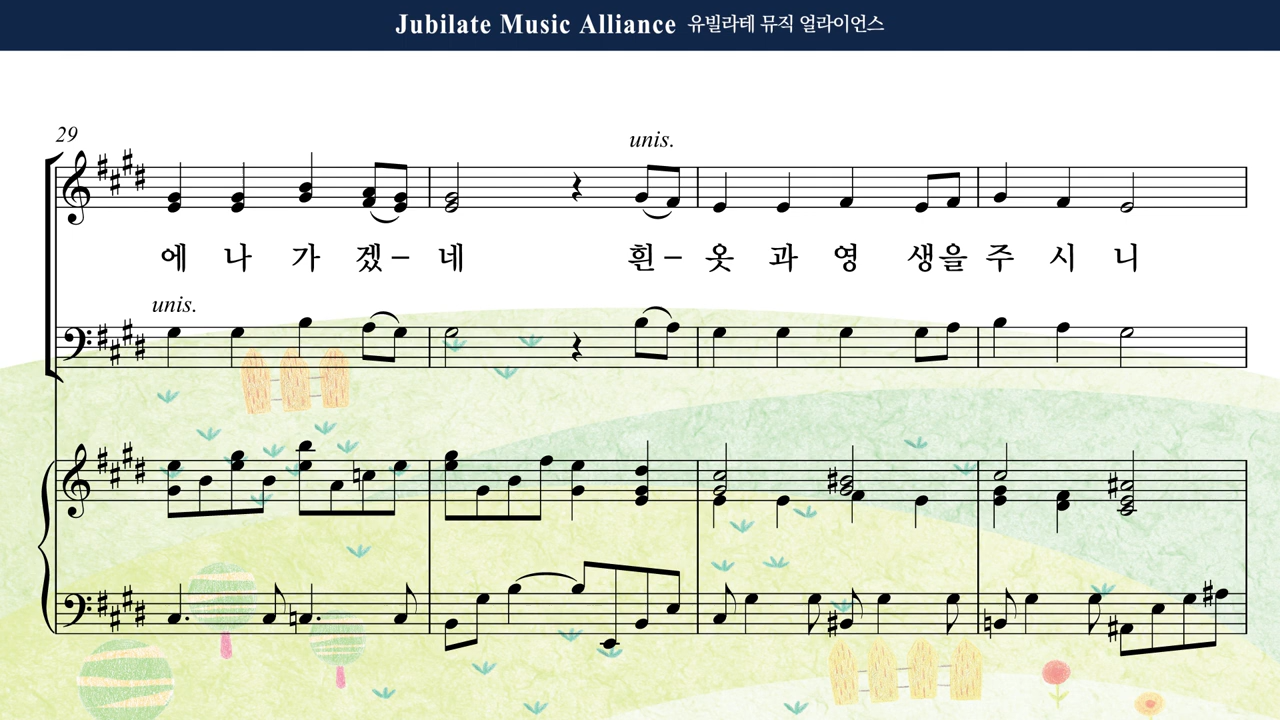 Jubilate Music Alliance 유빌라테 뮤직 얼라이언스
29
unis.
에 나 가 겠 – 네 흰 – 옷 과 영 생을 주 시 니
unis.